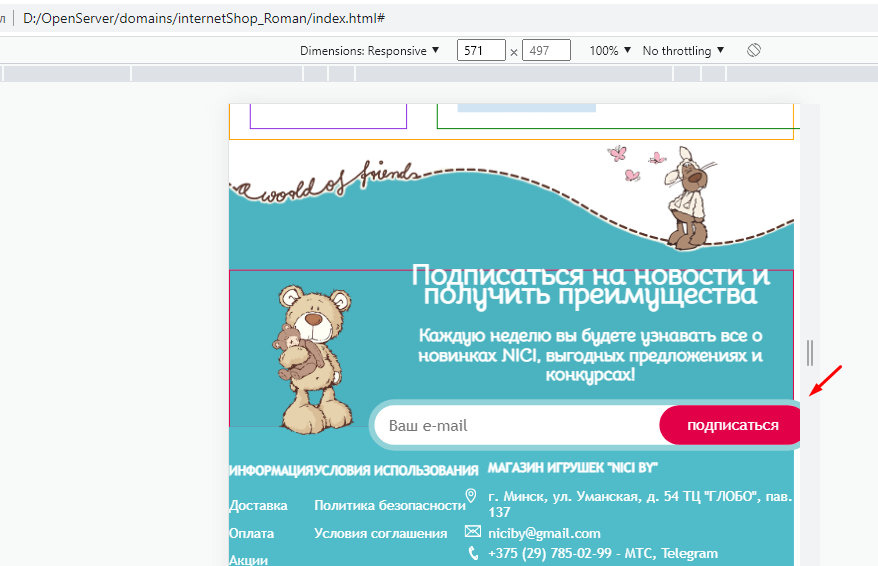 л
D:/OpenServer/domains/internetShop_Roman/index.html#
Dimensions: Responsive ▼ 571 × 497 100% ▼ No throttling ▼
a world of friends
Подписаться на новости и
получить преимущества
Каждую неделю вы будете узнавать все о
новинках NICI, выгодных предложениях и
конкурсах!
Ваш e-mail
подписаться
ИНФОРМАЦИЯ
Доставка
Оплата
Акции
УСЛОВИЯ ИСПОЛЬЗОВАНИЯ
Политика безопасности
Условия соглашения
МАГАЗИН ИГРУШЕК "NICI BY"
г. Минск, ул. Уманская, д. 54 ТЦ "ГЛОБО", пав.
137
niciby@gmail.com
+375 (29) 785-02-99 - МТС, Telegram